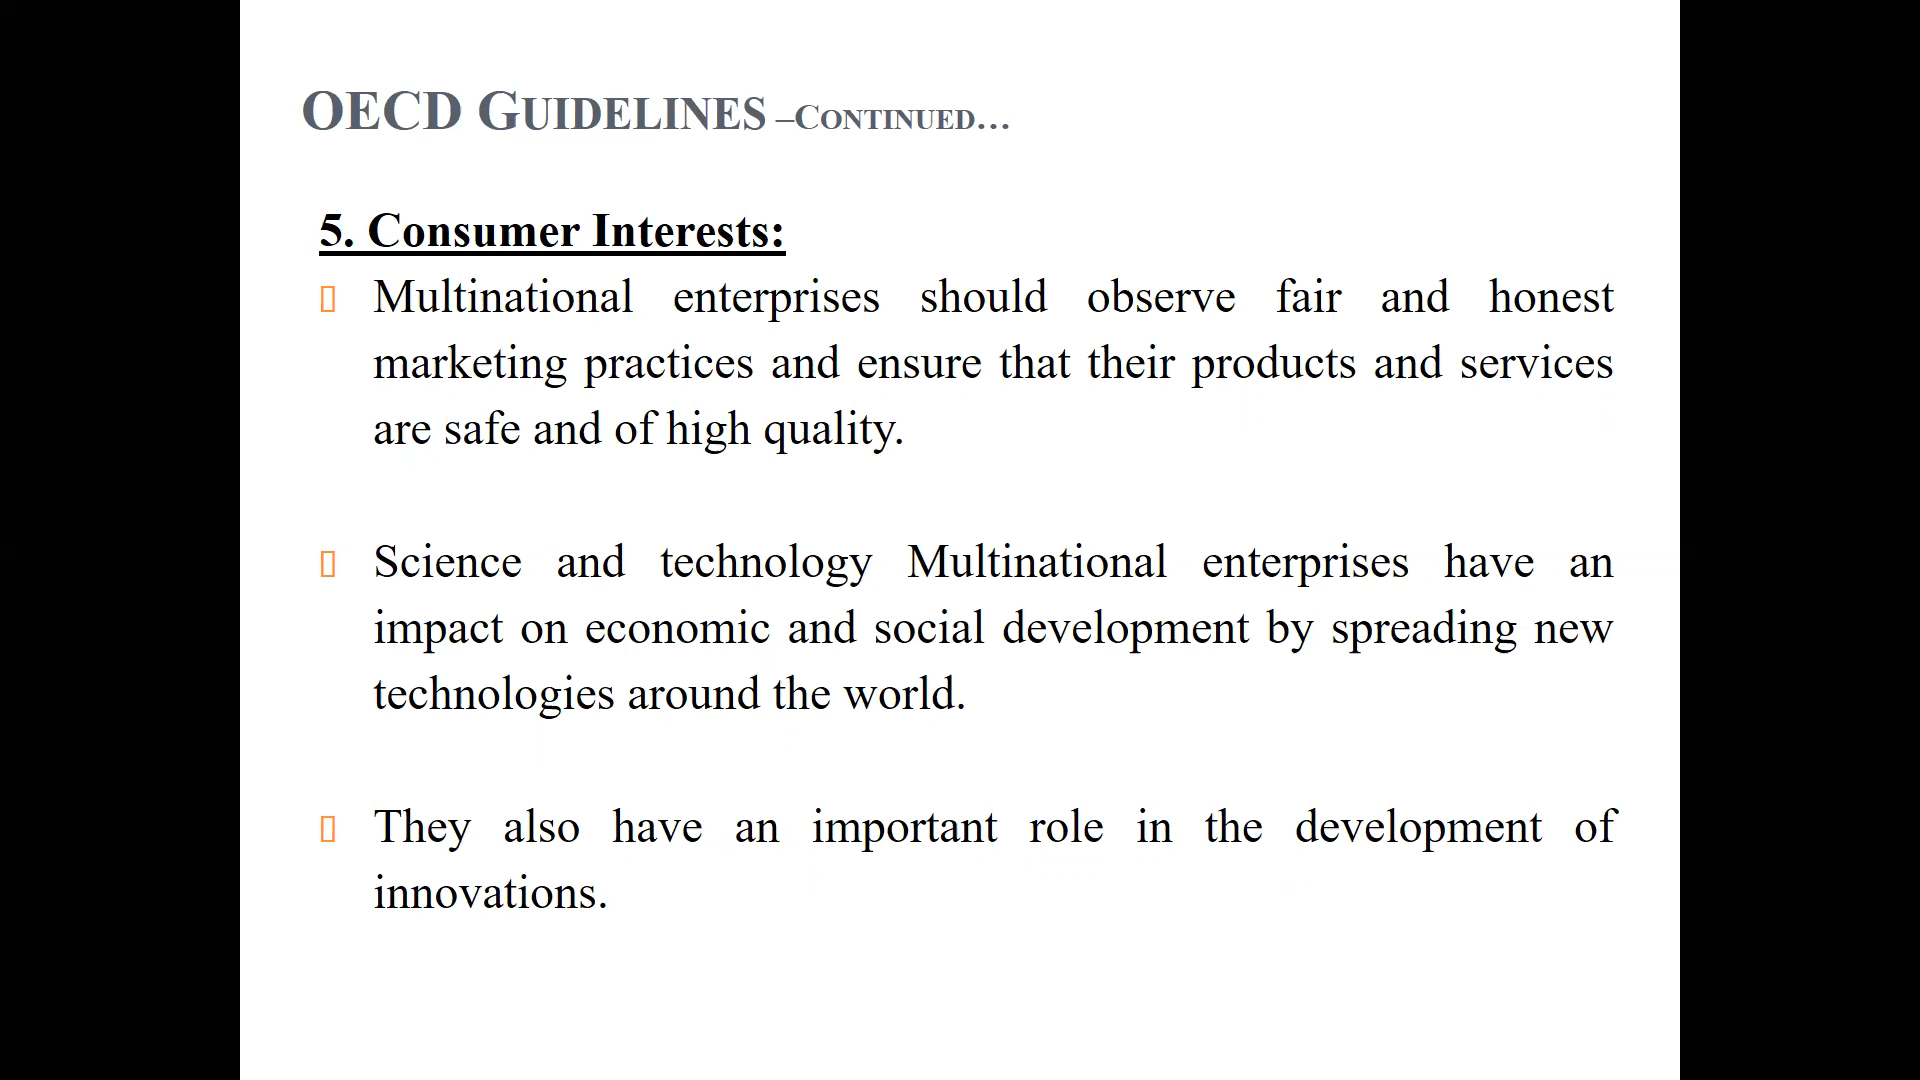 OECD GUIDELINES –CONTINUED...
5. Consumer Interests:
Multinational enterprises should observe fair and honest
marketing practices and ensure that their products and services
are safe and of high quality.
Science and technology Multinational enterprises have an
impact on economic and social development by spreading new
technologies around the world.
They also have an important role in the development of
innovations.